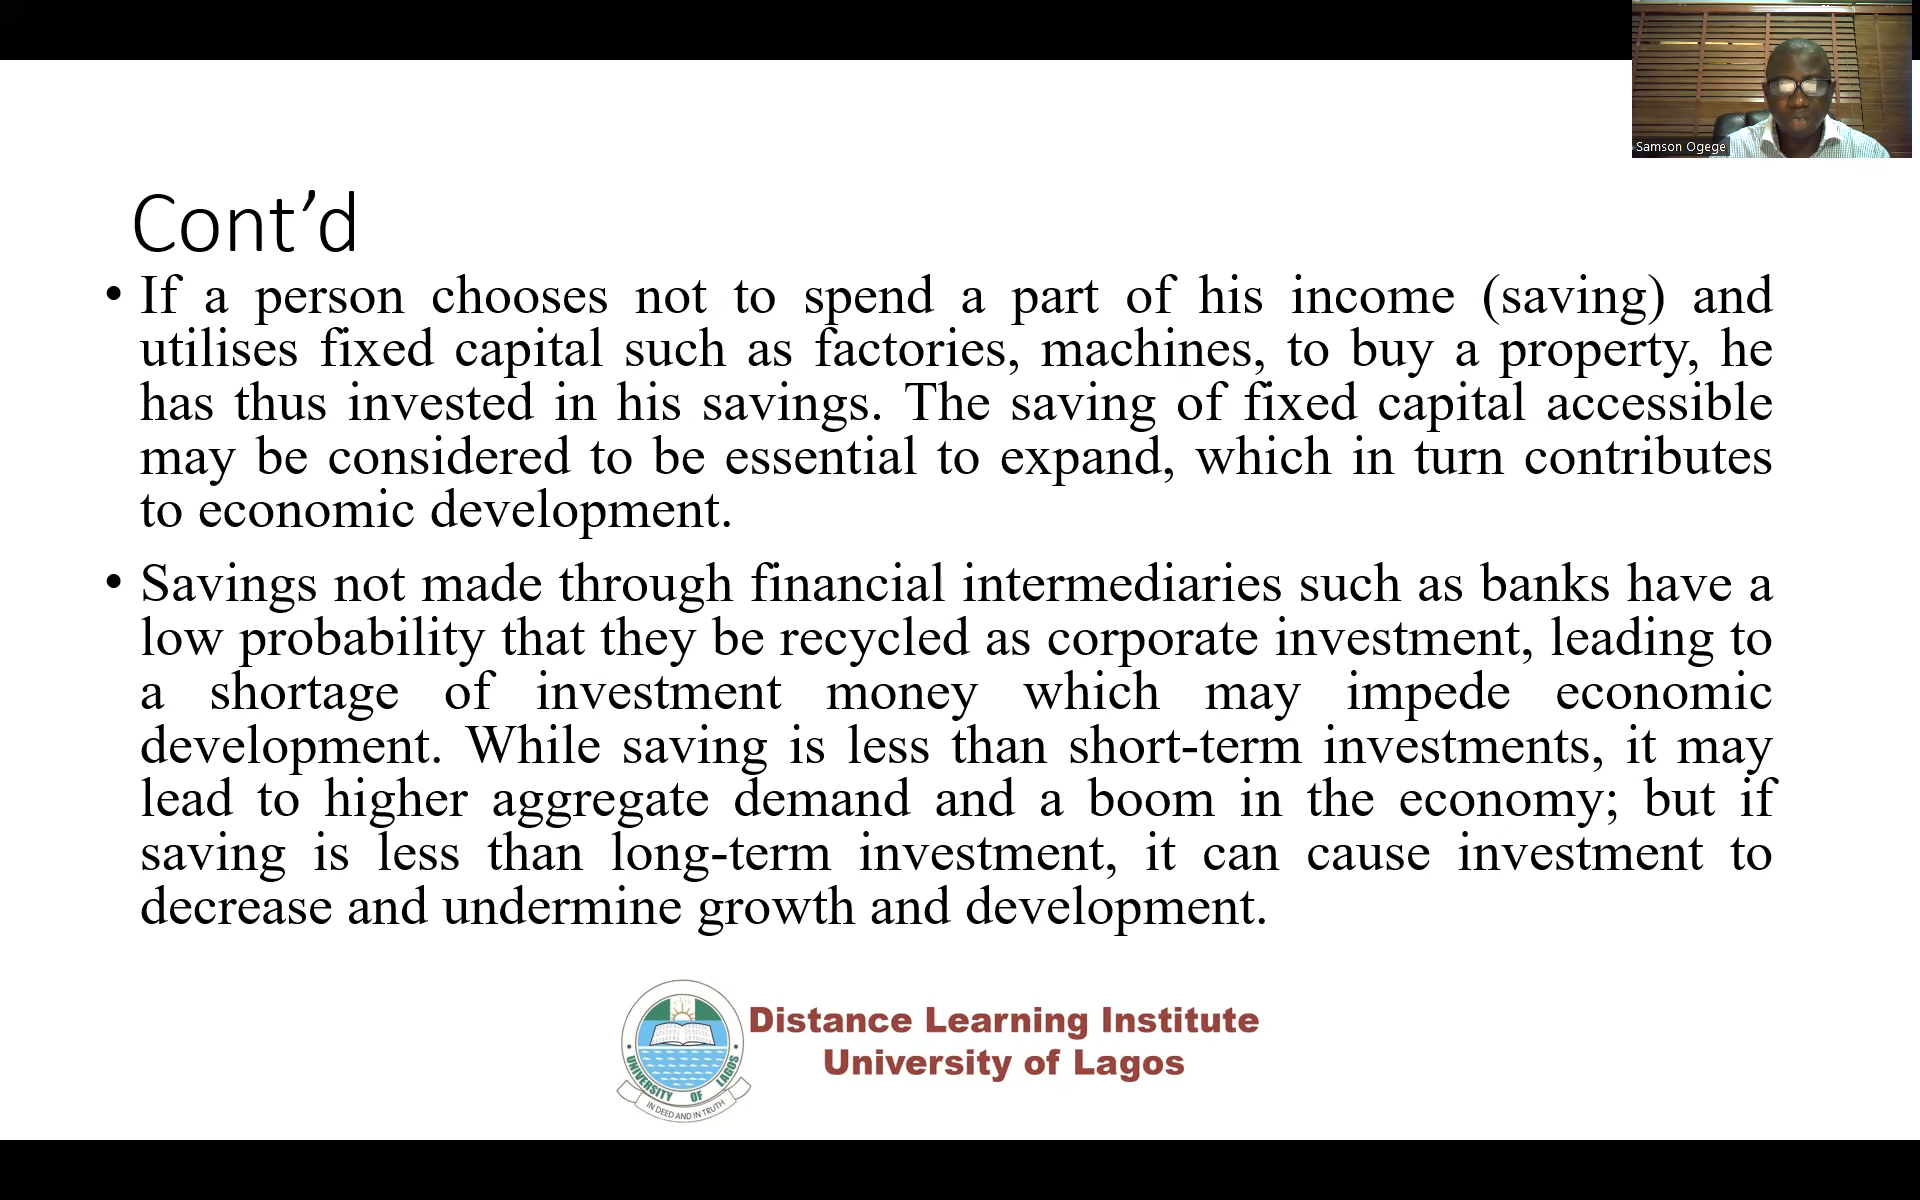 Samson Ogege
Cont’d
• If a person chooses not to spend a part of his income (saving) and
utilises fixed capital such as factories, machines, to buy a property, he
has thus invested in his savings. The saving of fixed capital accessible
may be considered to be essential to expand, which in turn contributes
to economic development.
• Savings not made through financial intermediaries such as banks have a
low probability that they be recycled as corporate investment, leading to
a shortage of investment money which may impede economic
development. While saving is less than short-term investments, it may
lead to higher aggregate demand and a boom in the economy; but if
saving is less than long-term investment, it can cause investment to
decrease and undermine growth and development.
Distance Learning Institute
University of Lagos
UNIVERSITY OF LAGOS
IN DEED AND IN TRUTH